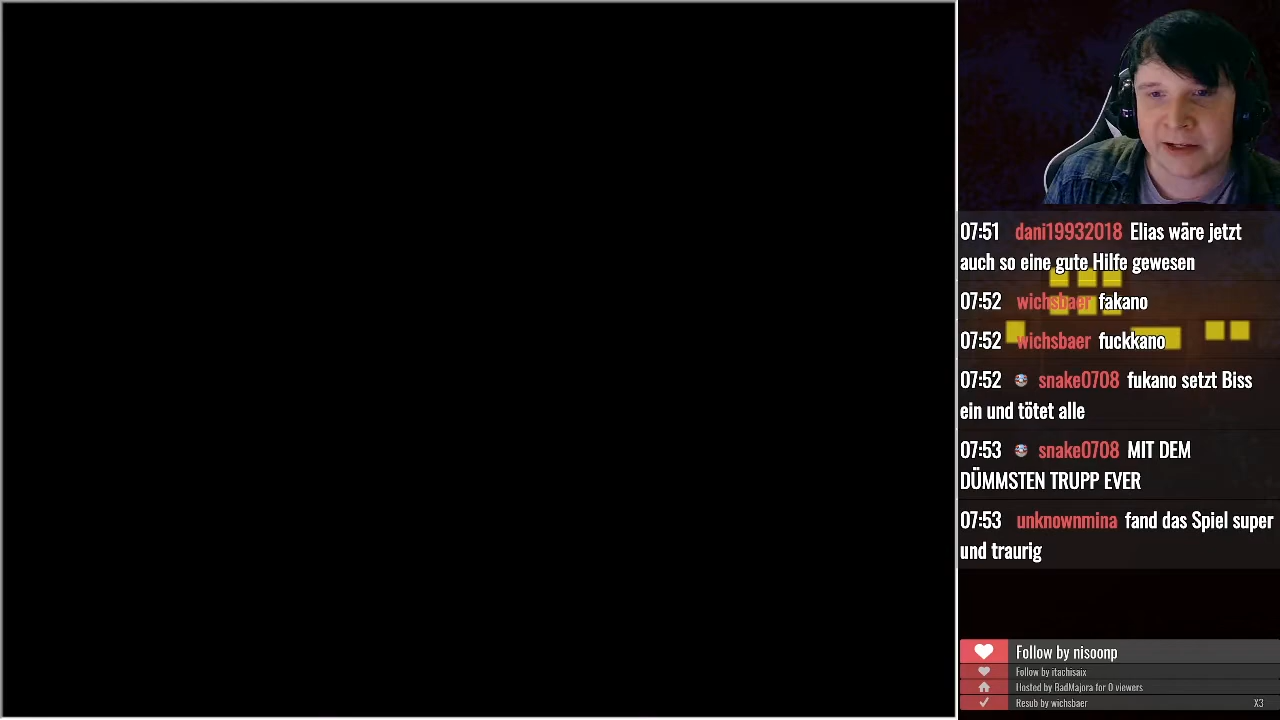 07:51 dani19932018 Elias wäre jetzt
auch so eine gute Hilfe gewesen
07:52 wichsbaer fakano
07:52 wichsbaer fuckkano
07:52 snake0708 fukano setzt Biss
ein und tötet alle
07:53 snake0708 MIT DEM
DÜMMSTEN TRUPP EVER
07:53 unknownmina fand das Spiel super
und traurig
Follow by nisoonp
Follow by itachisaix
Hosted by BadMajora for 0 viewers
Resub by wichsbaer X3